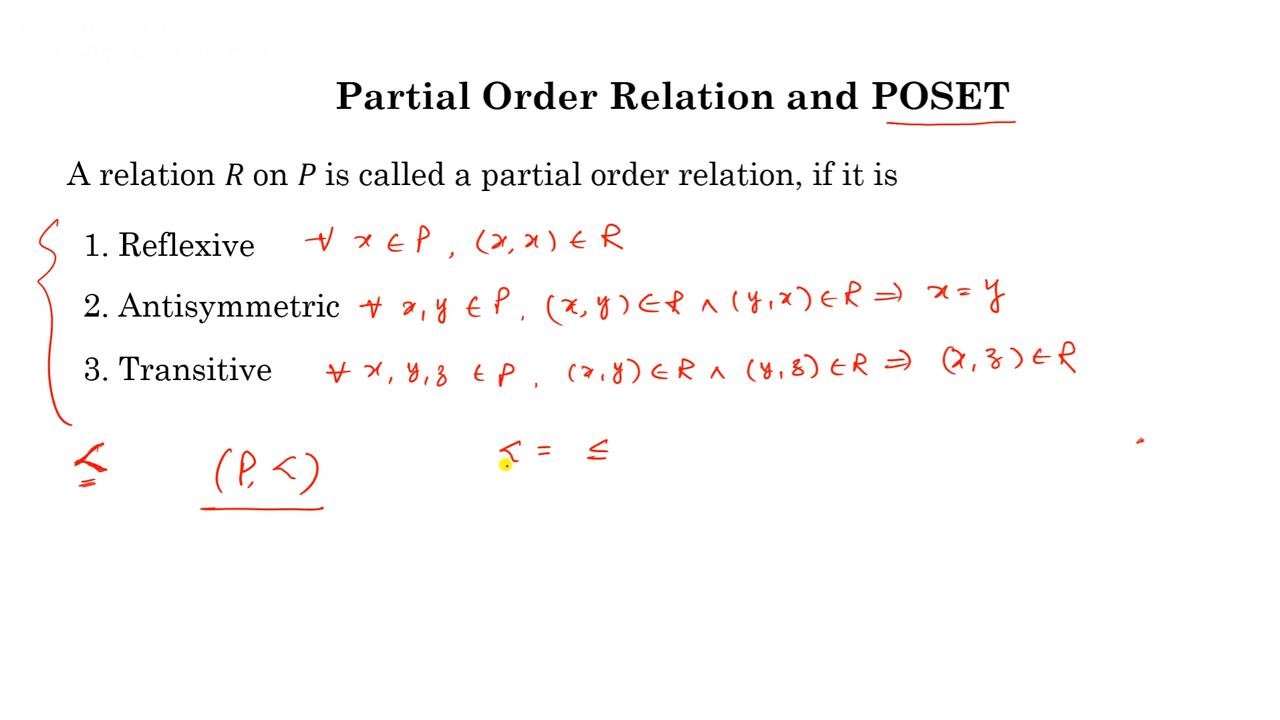 Partial Order Relation and POSET
A relation R on P is called a partial order relation, if it is
1. Reflexive ∀ x ∈ P , (x, x) ∈ R
2. Antisymmetric ∀ x, y ∈ P, (x, y) ∈ R ∧ (y, x) ∈ R ⇒ x = y
3. Transitive ∀ x, y, z ∈ P , (x, y) ∈ R ∧ (y, z) ∈ R ⇒ (x, z) ∈ R
≺ (P, ≺) ≺ = ≤